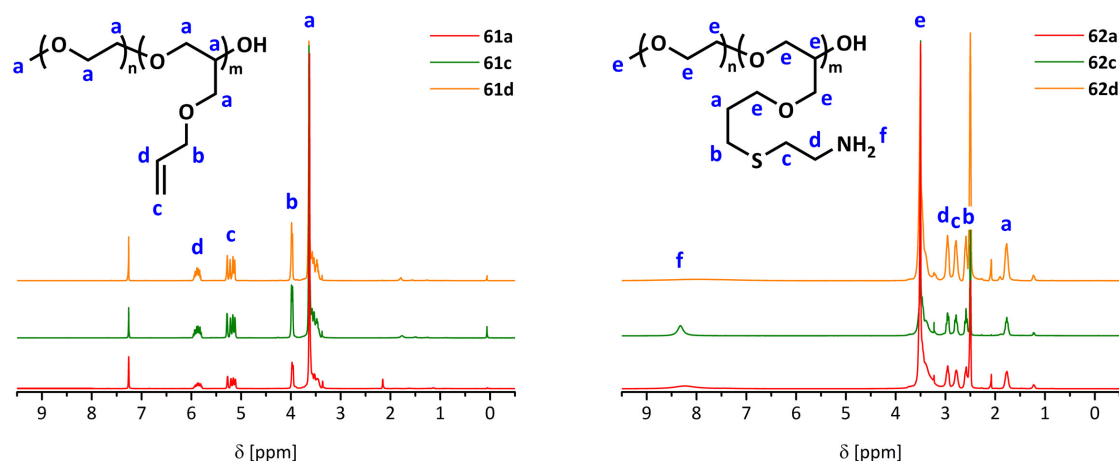 a
a
a
a
e
e
e
e
( O ) n ( O ) m OH
( O ) n ( O ) m OH
61a
62a
a
a
e
e
61c
62c
61d
62d
a
a
e
e
O
O
d
b
b
S
c
d
NH2
f
c
b
d
c
b
d
c
a
f
9 8 7 6 5 4 3 2 1 0
9 8 7 6 5 4 3 2 1 0
δ [ppm]
δ [ppm]